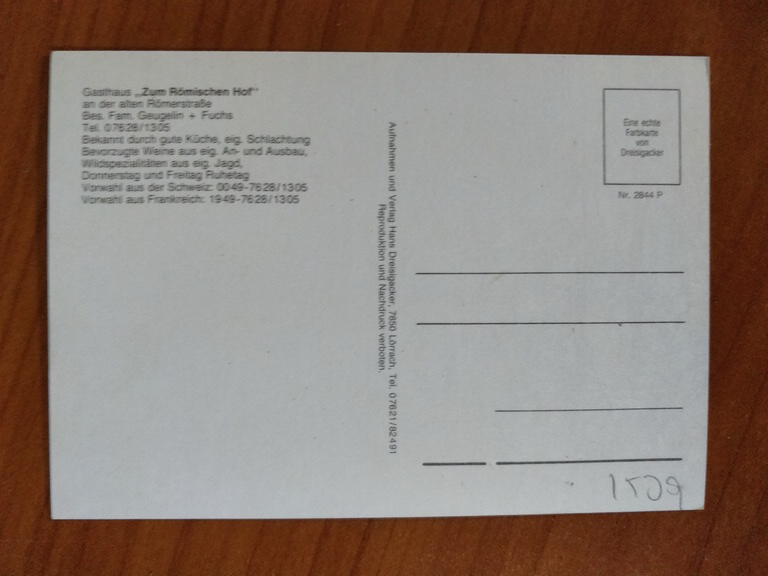 Gasthaus „Zum Römischen Hof“
an der alten Römerstraße
Bes. Fam. Geugelin + Fuchs
Tel. 07628/1305
Bekannt durch gute Küche, eig. Schlachtung
Bevorzugte Weine aus eig. An- und Ausbau,
Wildspezialitäten aus eig. Jagd,
Donnerstag und Freitag Ruhetag
Vorwahl aus der Schweiz: 0049-7628/1305
Vorwahl aus Frankreich: 1949-7628/1305
Aufnahmen und Verlag Hans Dreisigacker, 7850 Lörrach, Tel. 07621/82491
Reproduktion und Nachdruck verboten.
Eine echte
Farbkarte
von
Dreisigacker
Nr. 2844 P